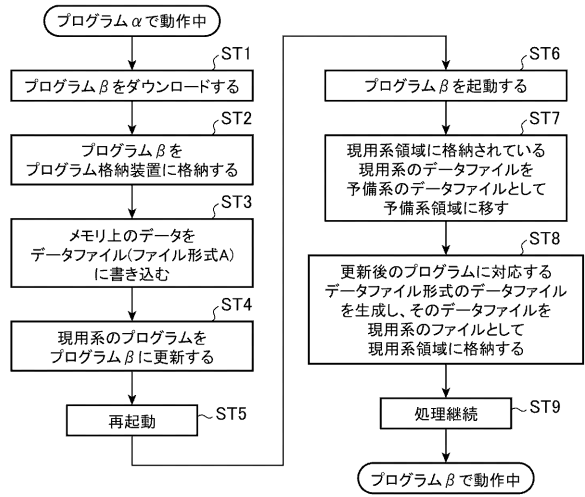 プログラムαで動作中
ST1
プログラムβをダウンロードする
ST2
プログラムβを
プログラム格納装置に格納する
ST3
メモリ上のデータを
データファイル(ファイル形式A)
に書き込む
ST4
現用系のプログラムを
プログラムβに更新する
ST5
再起動
ST6
プログラムβを起動する
ST7
現用系領域に格納されている
現用系のデータファイルを
予備系のデータファイルとして
予備系領域に移す
ST8
更新後のプログラムに対応する
データファイル形式のデータファイル
を生成し、そのデータファイルを
現用系のファイルとして
現用系領域に格納する
ST9
処理継続
プログラムβで動作中